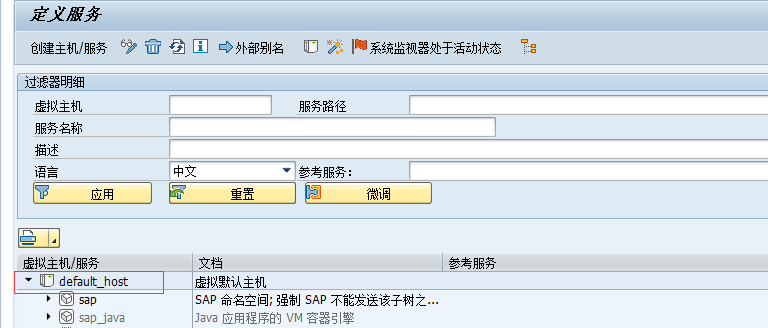 定义服务
创建主机/服务 外部别名 系统监视器处于活动状态
过滤器明细
虚拟主机 服务路径
服务名称
描述
语言 中文 参考服务：
应用 重置 微调
虚拟主机/服务 文档 参考服务
default_host 虚拟默认主机
sap SAP 命名空间; 强制 SAP 不能发送该子树之...
sap_java Java 应用程序的 VM 容器引擎